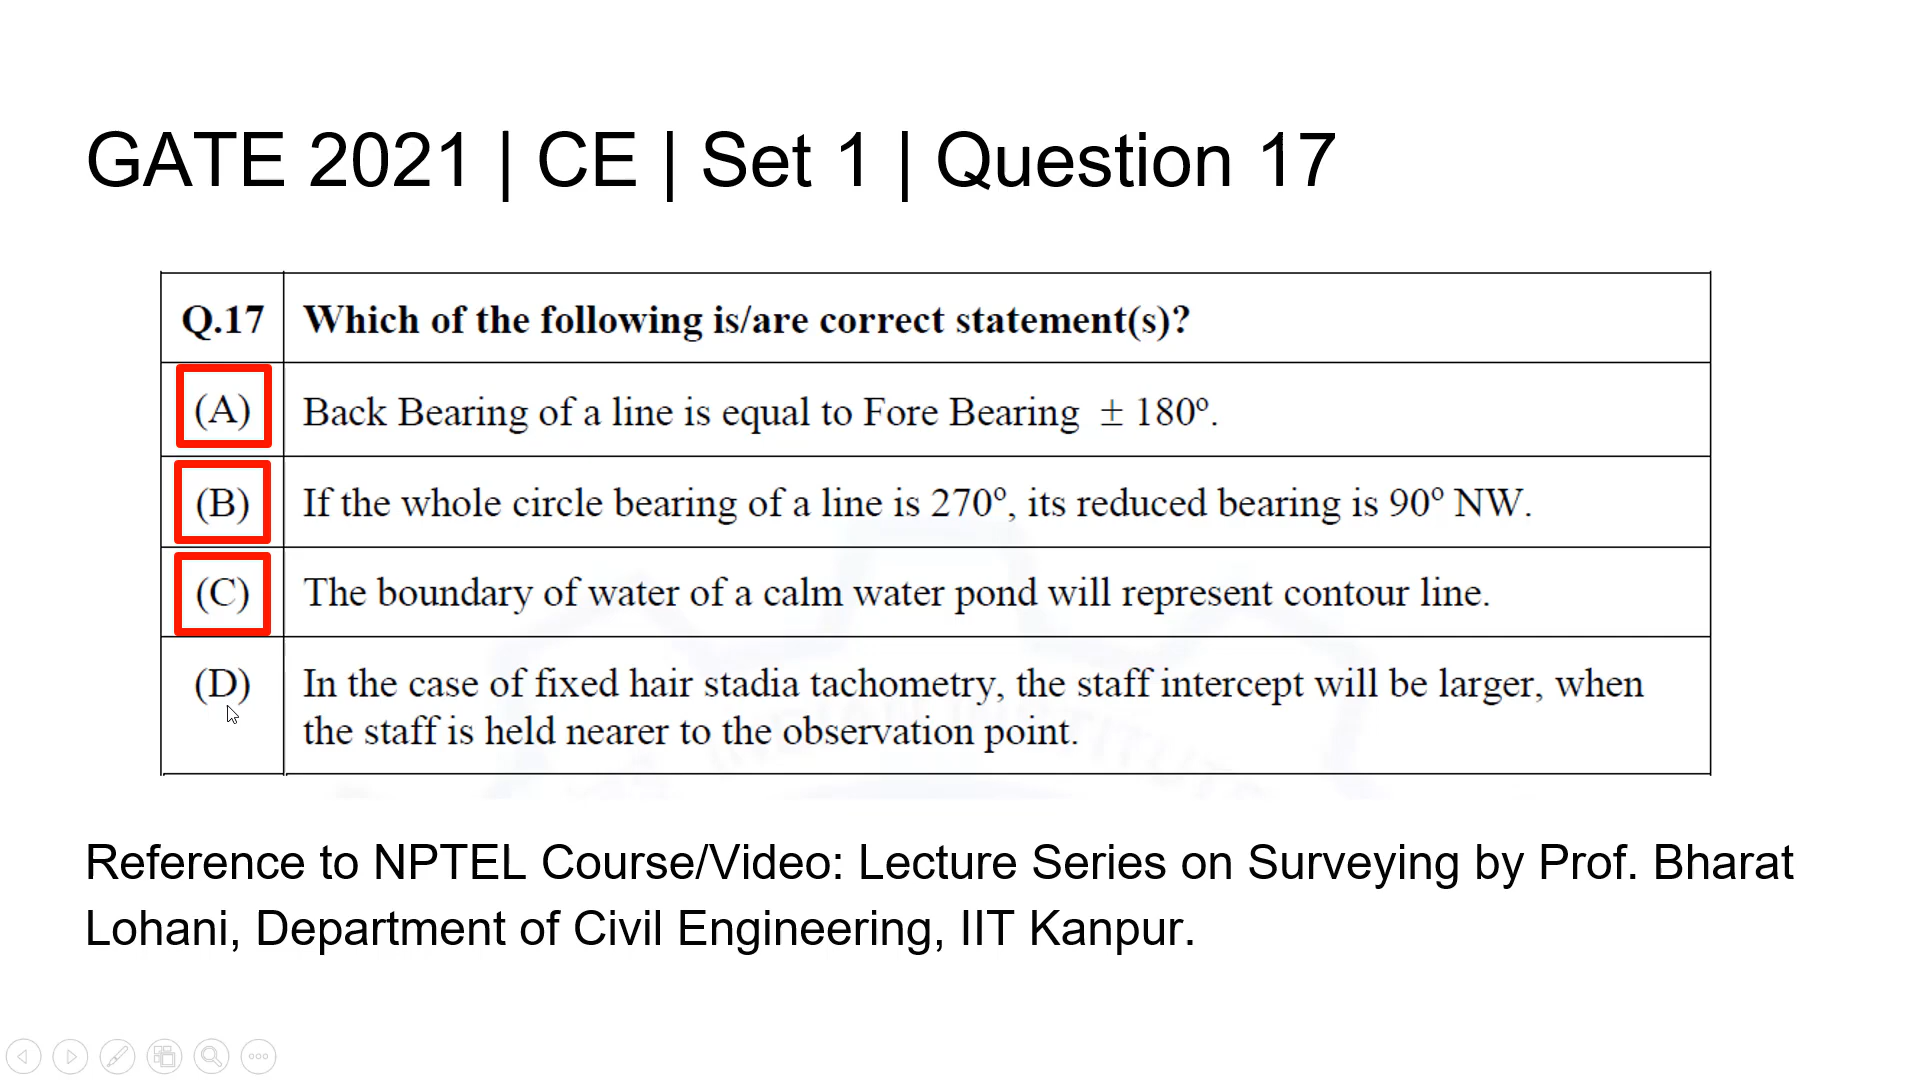 GATE 2021 | CE | Set 1 | Question 17
Q.17 Which of the following is/are correct statement(s)?
(A) Back Bearing of a line is equal to Fore Bearing ± 180º.
(B) If the whole circle bearing of a line is 270º, its reduced bearing is 90º NW.
(C) The boundary of water of a calm water pond will represent contour line.
(D) In the case of fixed hair stadia tachometry, the staff intercept will be larger, when
the staff is held nearer to the observation point.
Reference to NPTEL Course/Video: Lecture Series on Surveying by Prof. Bharat
Lohani, Department of Civil Engineering, IIT Kanpur.